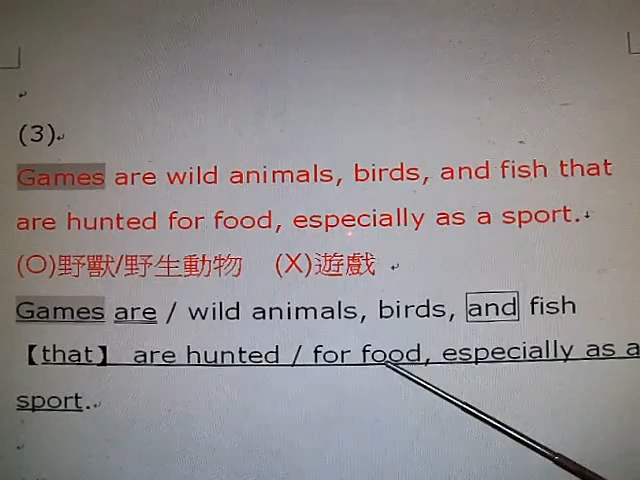 (3)
Games are wild animals, birds, and fish that
are hunted for food, especially as a sport.
(O)野獸/野生動物 (X)遊戲
Games are / wild animals, birds, and fish
【that】 are hunted / for food, especially as a
sport.